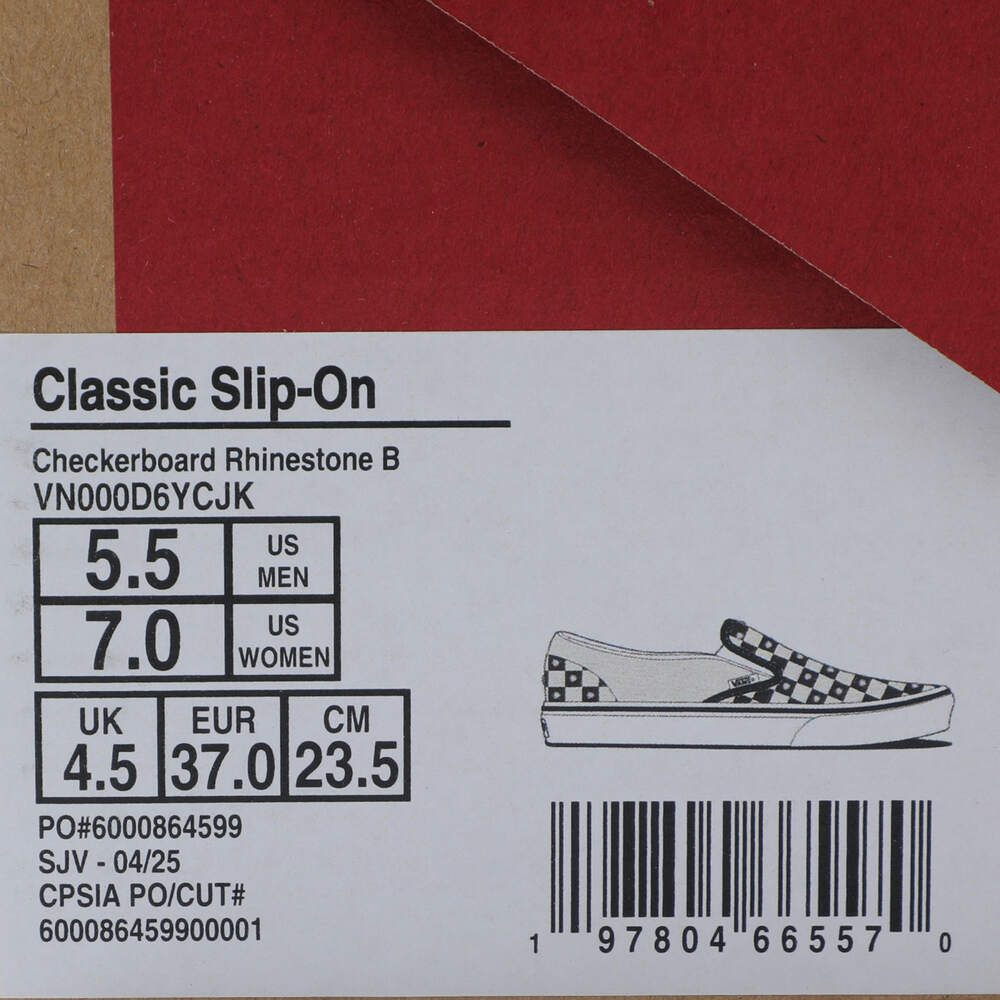 Classic Slip-On
Checkerboard Rhinestone B
VN000D6YCJK
5.5 US MEN
7.0 US WOMEN
UK EUR CM
4.5 37.0 23.5
PO#6000864599
SJV - 04/25
CPSIA PO/CUT#
600086459900001
VANS
1 97804 66557 0